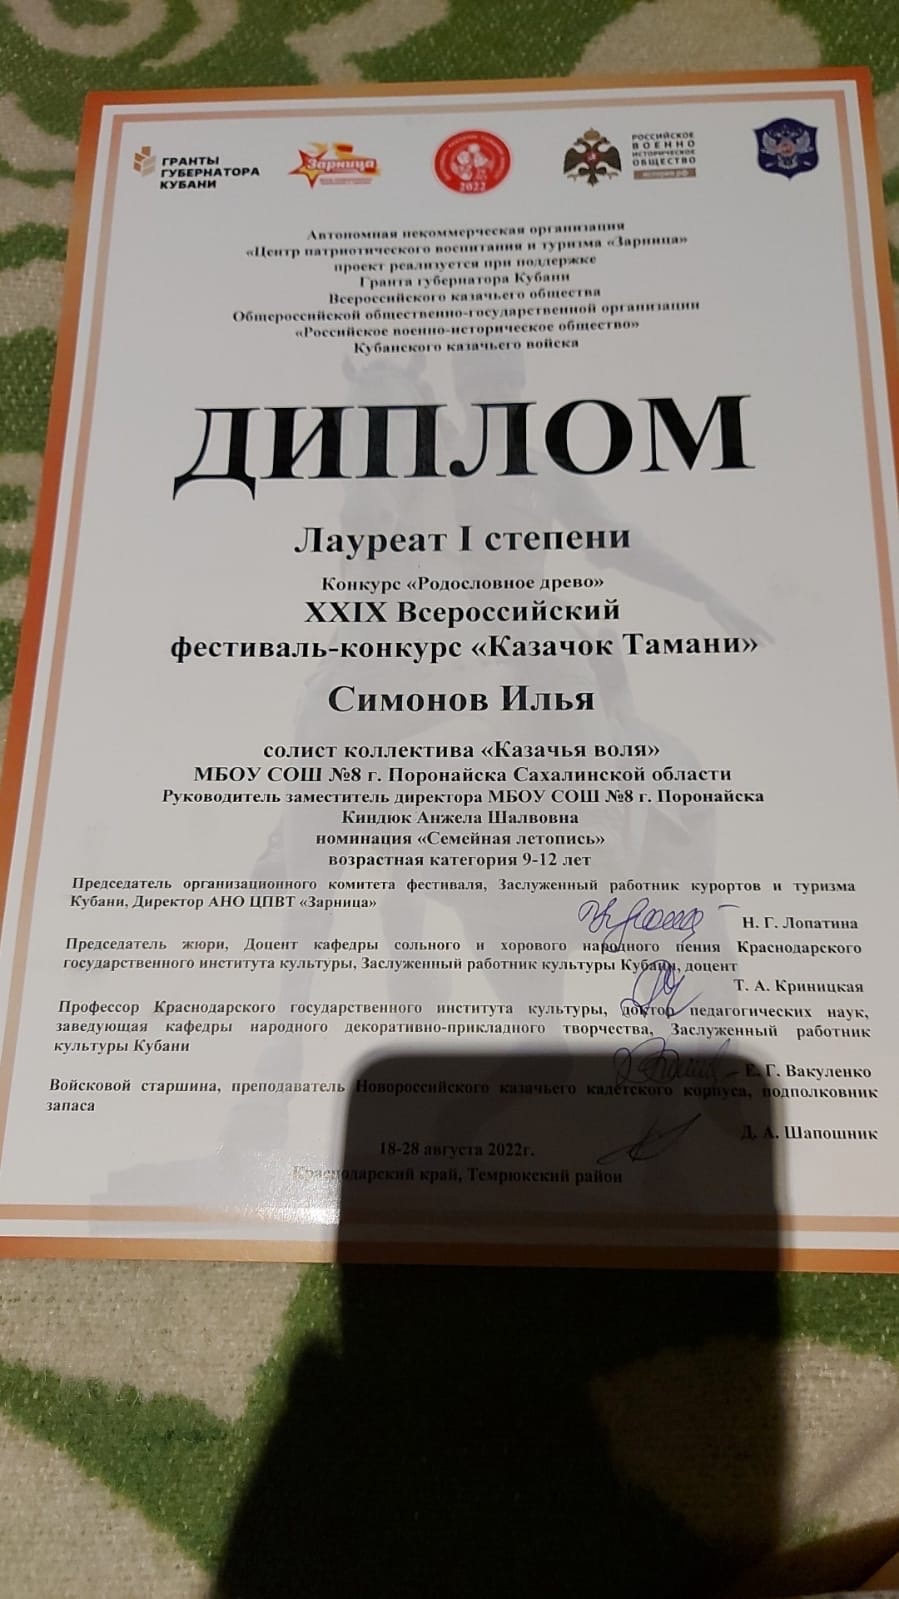 ГРАНТЫ
ГУБЕРНАТОРА
КУБАНИ
Зарница
2022
РОССИЙСКОЕ
ВОЕННО
ИСТОРИЧЕСКОЕ
ОБЩЕСТВО
история.рф
Автономная некоммерческая организация
«Центр патриотического воспитания и туризма «Зарница»
проект реализуется при поддержке
Гранта губернатора Кубани
Всероссийского казачьего общества
Общероссийской общественно-государственной организации
«Российское военно-историческое общество»
Кубанского казачьего войска
ДИПЛОМ
Лауреат I степени
Конкурс «Родословное древо»
XXIX Всероссийский
фестиваль-конкурс «Казачок Тамани»
Симонов Илья
солист коллектива «Казачья воля»
МБОУ СОШ №8 г. Поронайска Сахалинской области
Руководитель заместитель директора МБОУ СОШ №8 г. Поронайска
Киндюк Анжела Шалвовна
номинация «Семейная летопись»
возрастная категория 9-12 лет
Председатель организационного комитета фестиваля, Заслуженный работник курортов и туризма
Кубани, Директор АНО ЦПВТ «Зарница»
Н. Г. Лопатина
Председатель жюри, Доцент кафедры сольного и хорового народного пения Краснодарского
государственного института культуры, Заслуженный работник культуры Кубани, доцент
Т. А. Криницкая
Профессор Краснодарского государственного института культуры, доктор педагогических наук,
заведующая кафедры народного декоративно-прикладного творчества, Заслуженный работник
культуры Кубани
Е. Г. Вакуленко
Войсковой старшина, преподаватель Новороссийского казачьего кадетского корпуса, подполковник
запаса
Д. А. Шапошник
18-28 августа 2022г.
Краснодарский край, Темрюкский район